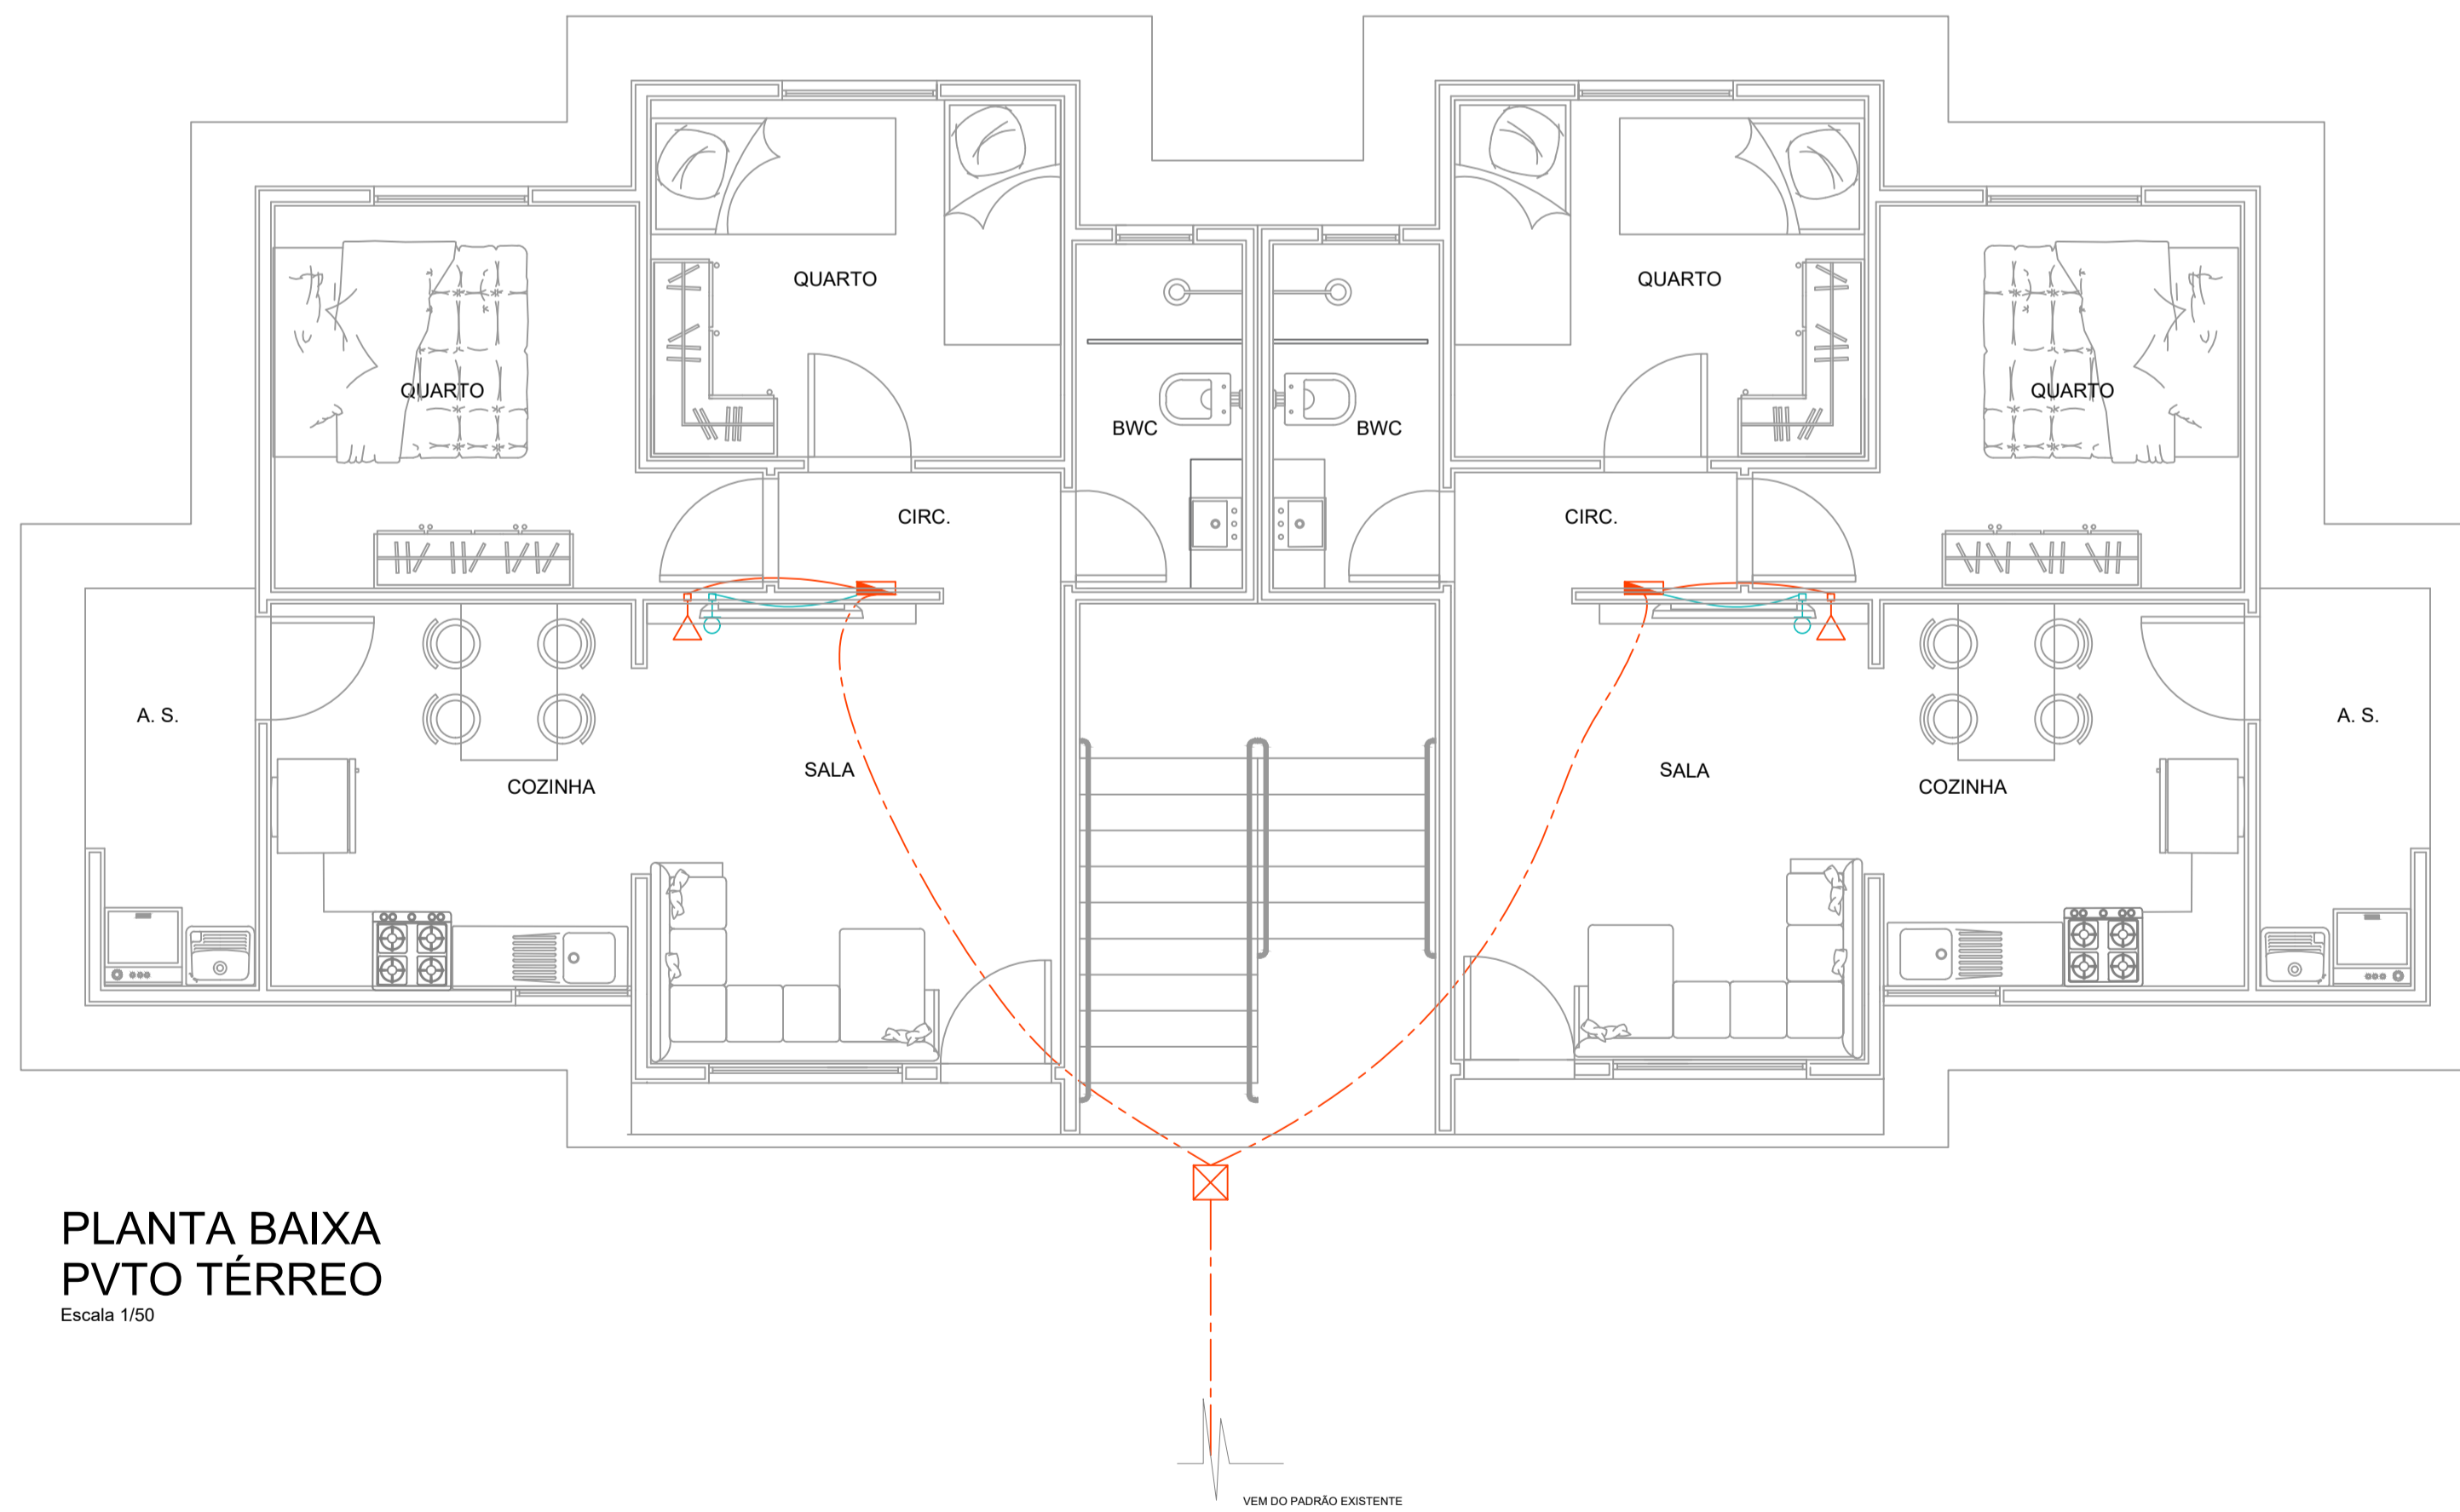 QUARTO
QUARTO
QUARTO
QUARTO
BWC
BWC
CIRC.
CIRC.
A. S.
A. S.
SALA
SALA
COZINHA
COZINHA
PLANTA BAIXA
PVTO TÉRREO
Escala 1/50
VEM DO PADRÃO EXISTENTE